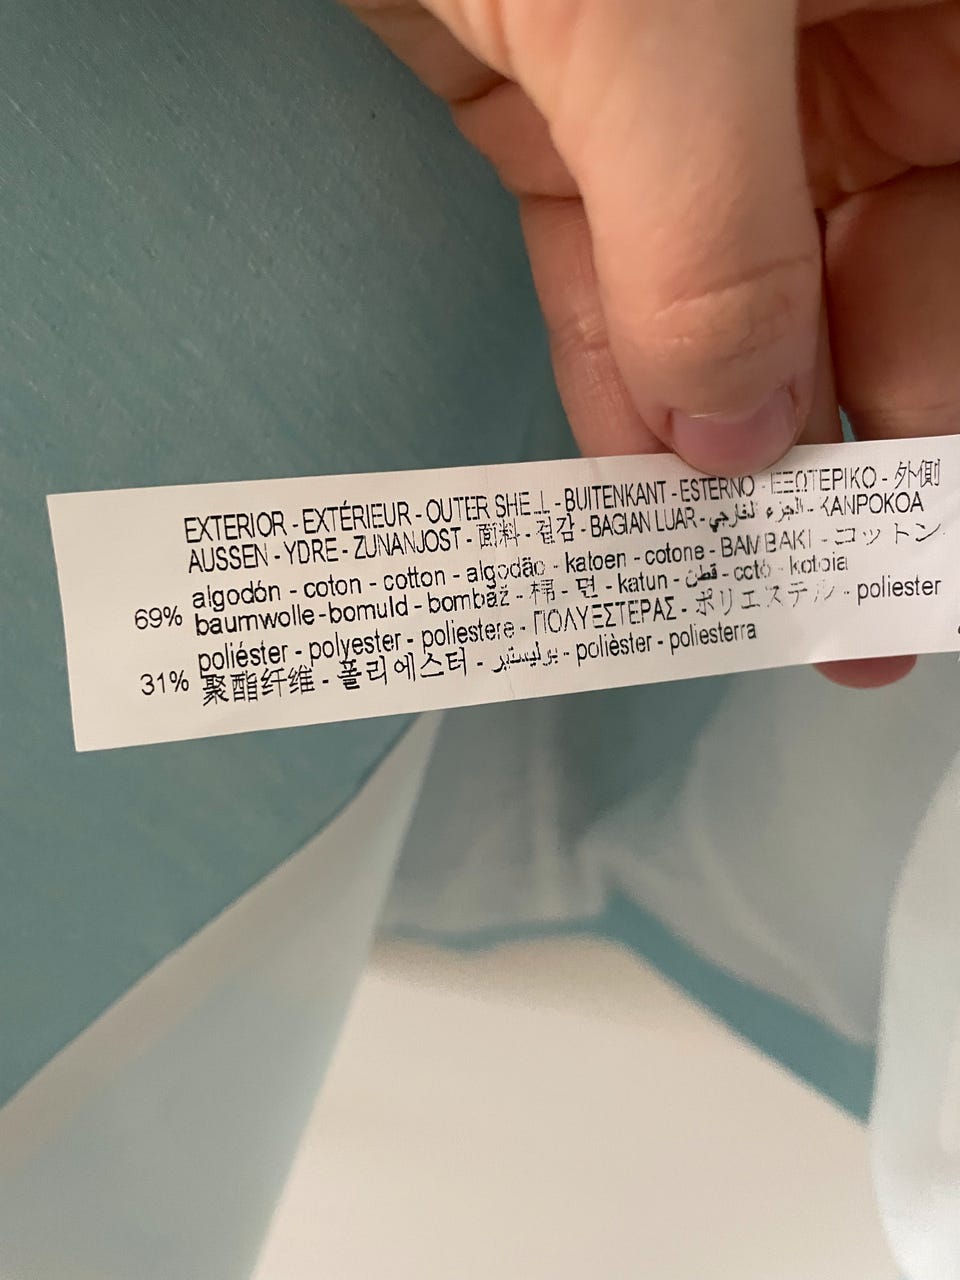 EXTERIOR - EXTÉRIEUR - OUTER SHELL - BUITENKANT - ESTERNO - ΕΞΩΤΕΡΙΚΟ - 外側
AUSSEN - YDRE - ZUNANJOST - 面料 - 겉감 - BAGIAN LUAR - الجزء الخارجي - KANPOKOA
69% algodón - coton - cotton - algodão - katoen - cotone - ΒΑΜΒΑΚΙ - コットン -
baumwolle - bomuld - bombaž - 棉 - 면 - katun - قطن - cotó - kotoia
31% poliéster - polyester - poliestere - ΠΟΛΥΕΣΤΕΡΑΣ - ポリエステル - poliester
聚酯纤维 - 폴리에스터 - بوليستير - polièster - poliesterra